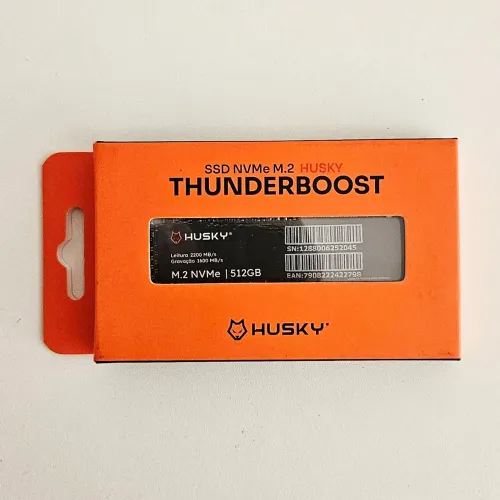 SSD NVMe M.2 HUSKY
THUNDERBOOST
HUSKY
Leitura 2200 MB/s
Gravação 1600 MB/s
M.2 NVMe | 512GB
SN:1288006252045
EAN:7908222432798
HUSKY